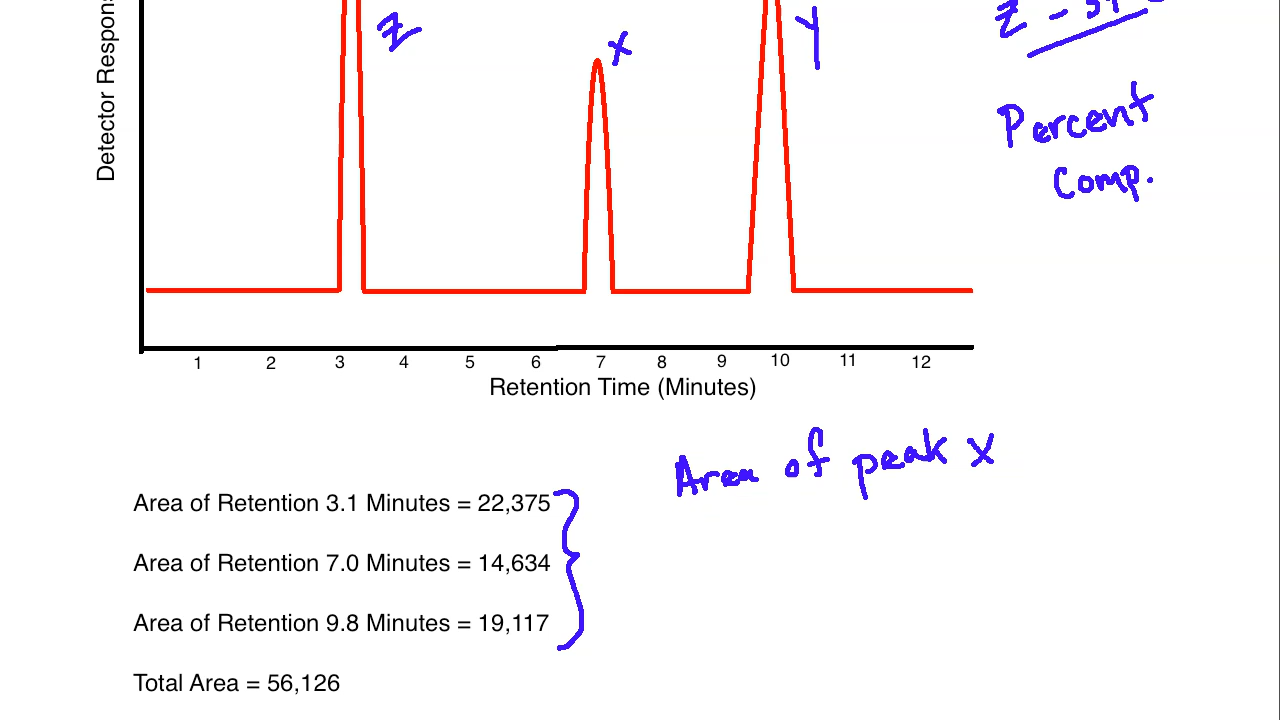 Detector Respons
z
x
y
z -
Percent
Comp.
1 2 3 4 5 6 7 8 9 10 11 12
Retention Time (Minutes)
Area of peak x
Area of Retention 3.1 Minutes = 22,375
Area of Retention 7.0 Minutes = 14,634
Area of Retention 9.8 Minutes = 19,117
Total Area = 56,126